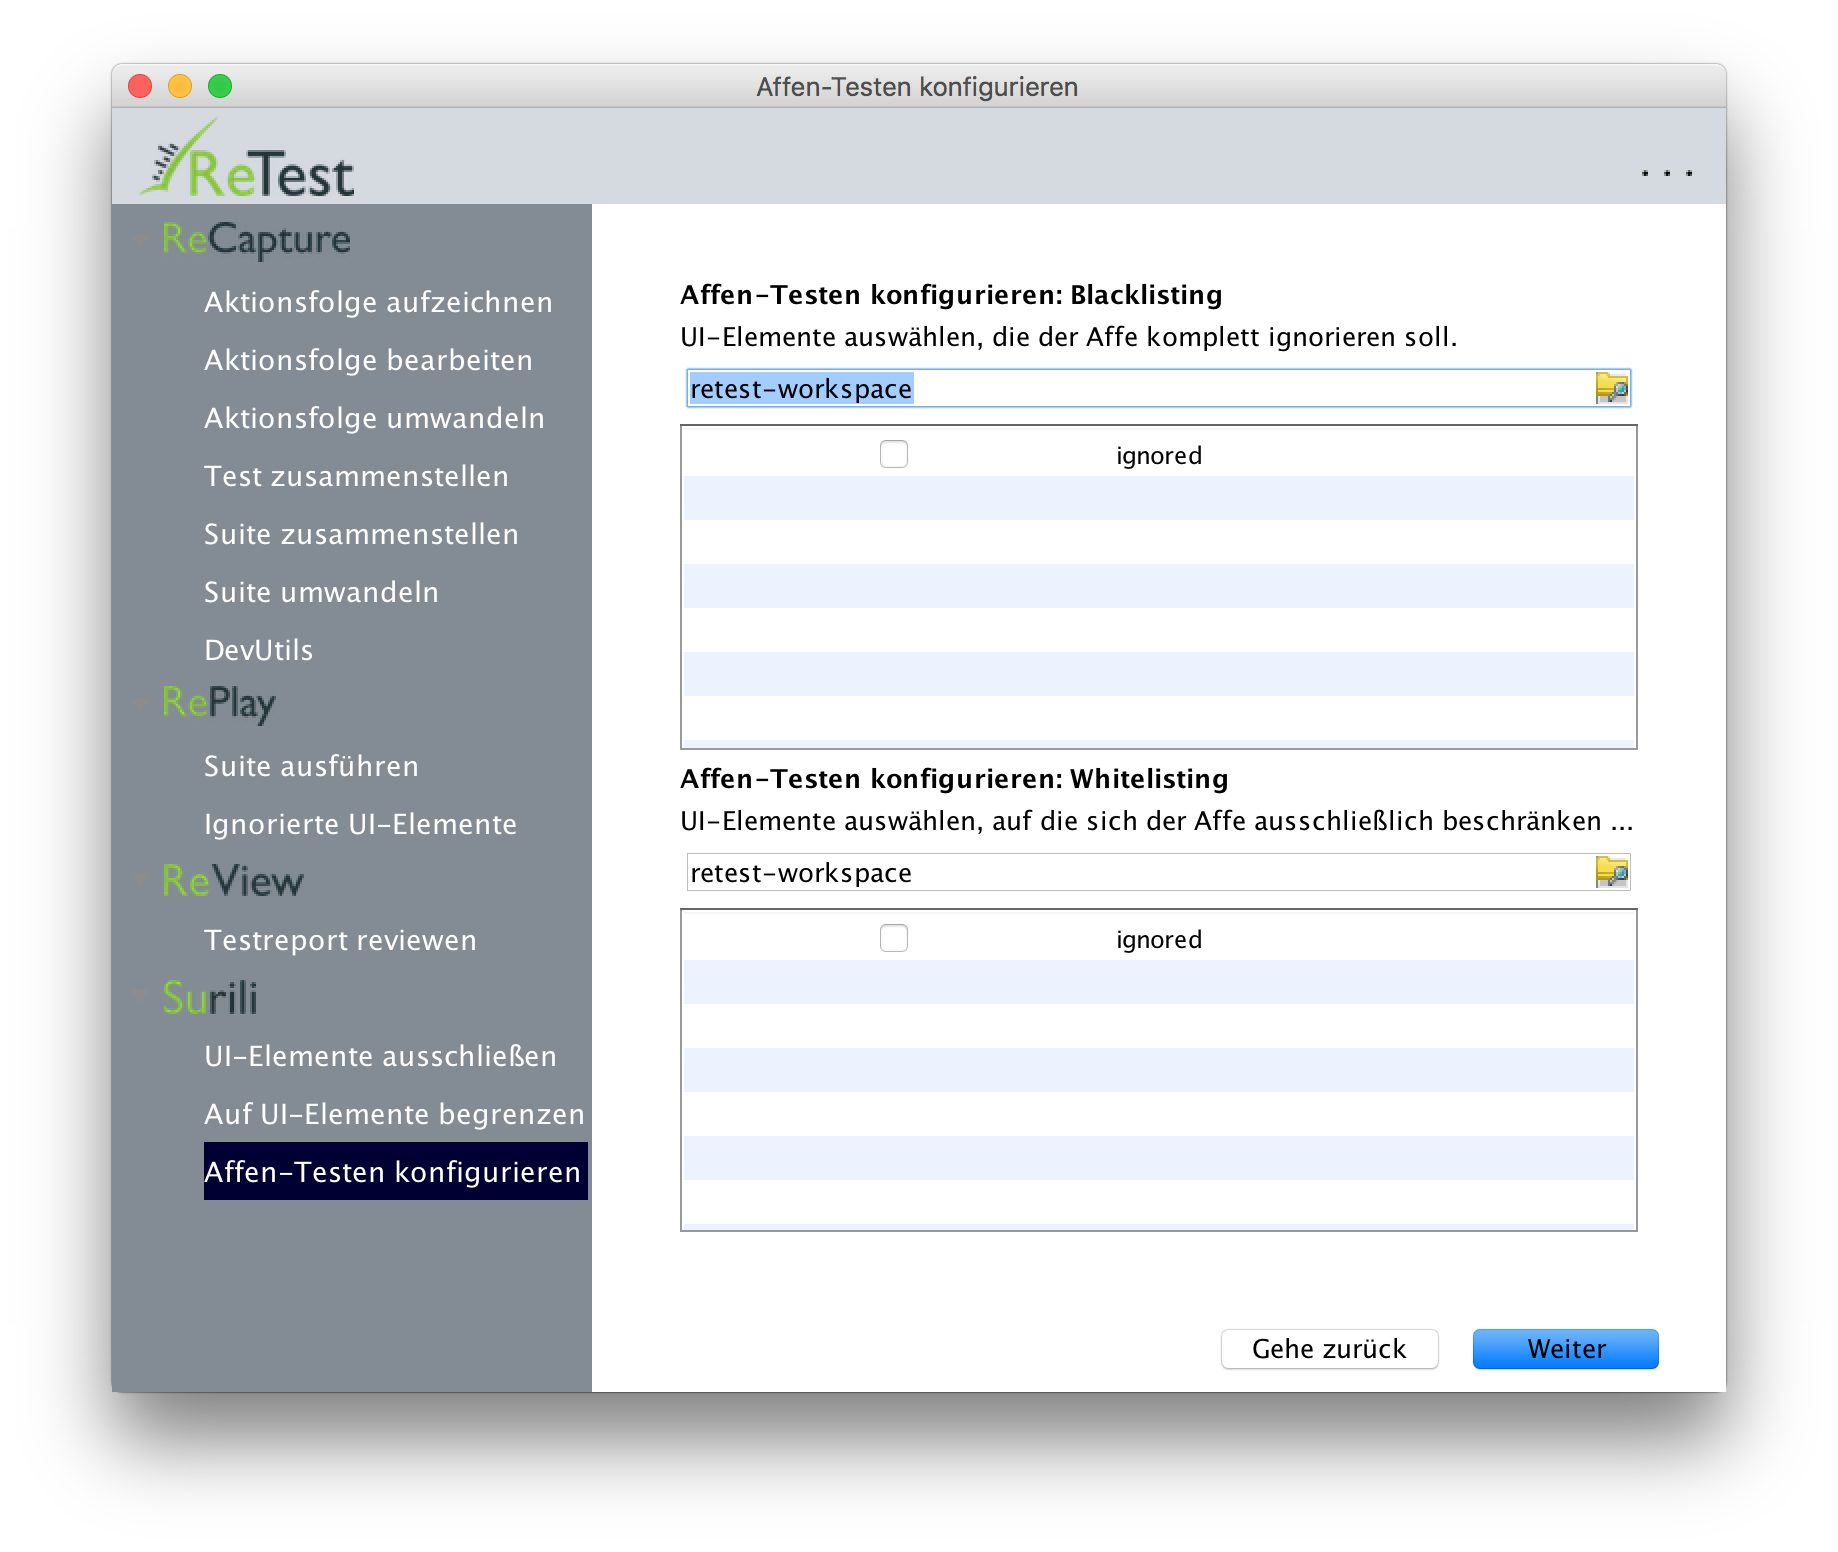 Affen-Testen konfigurieren
ReTest
...
ReCapture
Aktionsfolge aufzeichnen
Aktionsfolge bearbeiten
Aktionsfolge umwandeln
Test zusammenstellen
Suite zusammenstellen
Suite umwandeln
DevUtils
RePlay
Suite ausführen
Ignorierte UI-Elemente
ReView
Testreport reviewen
Surili
UI-Elemente ausschließen
Auf UI-Elemente begrenzen
Affen-Testen konfigurieren
Affen-Testen konfigurieren: Blacklisting
UI-Elemente auswählen, die der Affe komplett ignorieren soll.
retest-workspace
ignored
Affen-Testen konfigurieren: Whitelisting
UI-Elemente auswählen, auf die sich der Affe ausschließlich beschränken ...
retest-workspace
ignored
Gehe zurück
Weiter